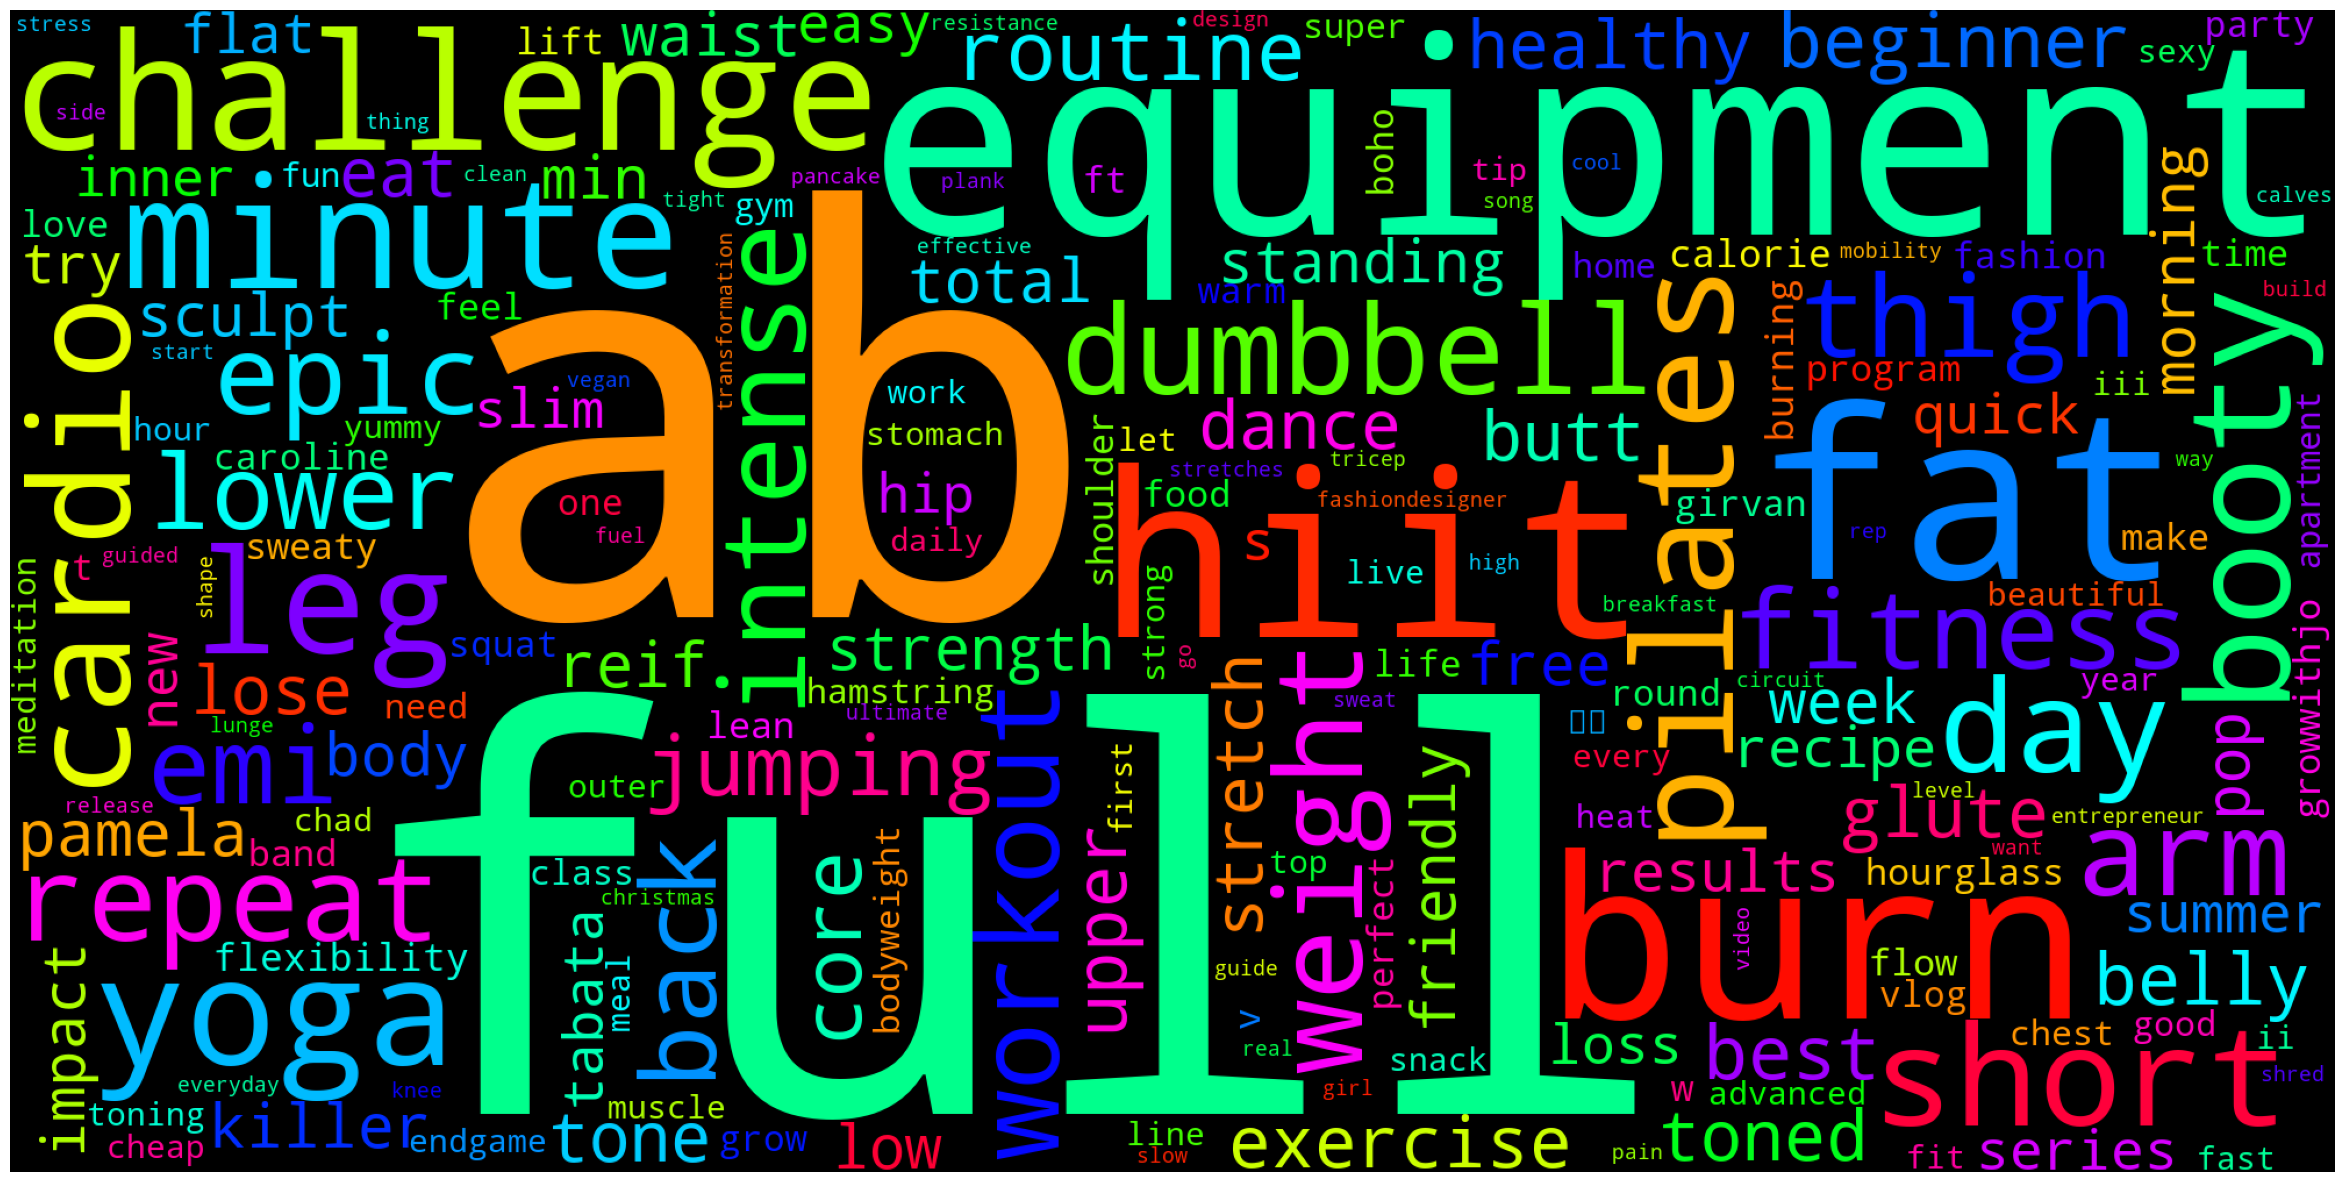 stress
flat
lift
waist
easy
resistance
design
super
routine
healthy
beginner
party
sexy
challenge
side
thing
equipment
boho
tip
cool
song
ft
plank
pancake
morning
calves
inner
fun
eat
clean
min
tight
gym
love
try
minute
intense
effective
total
standing
warm
home
calorie
mobility
fashion
time
build
cardio
sculpt
feel
transformation
ab
dumbbell
pilates
burning
thigh
program
iii
booty
start
epic
vegan
slim
work
stomach
dance
let
butt
quick
hour
yummy
caroline
lower
hip
shoulder
stretches
tricep
food
fashiondesigner
girvan
fat
way
apartment
one
fuel
daily
hiit
s
live
high
rep
make
sweaty
t
guided
meditation
shape
leg
squat
reif
strength
strong
go
breakfast
beautiful
fitness
growwithjo
new
lose
need
hamstring
ultimate
lean
workout
stretch
weight
life
free
sweat
round
circuit
year
week
day
lunge
emi
body
jumping
outer
full
first
friendly
every
recipe
pop
release
chad
pamela
band
class
christmas
core
back
bodyweight
upper
top
perfect
heat
level
entrepreneur
glute
want
arm
results
hourglass
summer
repeat
tabata
meal
burn
video
flexibility
impact
yoga
guide
flow
vlog
belly
v
real
snack
loss
best
short
chest
good
ii
everyday
knee
toning
cheap
killer
endgame
tone
muscle
grow
low
line
slow
exercise
girl
w
advanced
pain
toned
fit
series
fast
shred